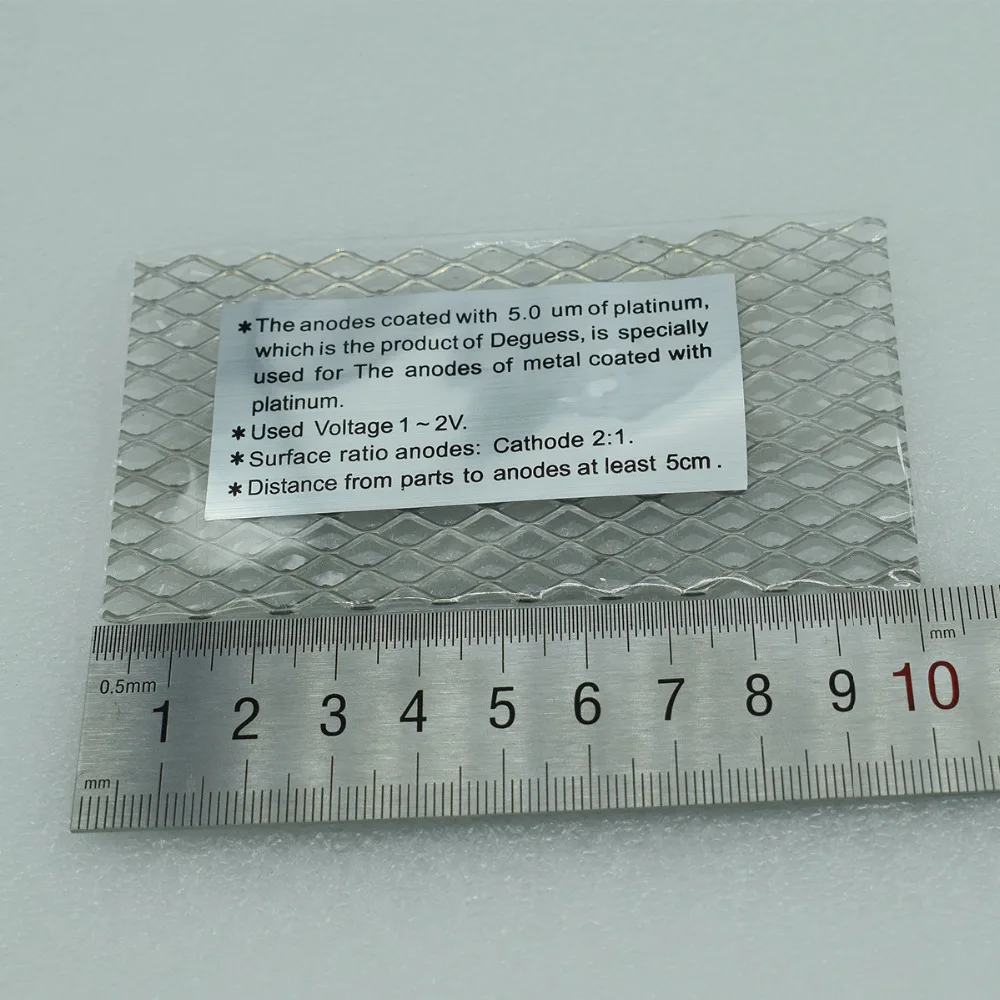 * The anodes coated with 5.0 um of platinum,
which is the product of Deguess, is specially
used for The anodes of metal coated with
platinum.
* Used Voltage 1 ~ 2V.
* Surface ratio anodes: Cathode 2:1.
* Distance from parts to anodes at least 5cm.
mm
0.5mm
1 2 3 4 5 6 7 8 9 10
mm